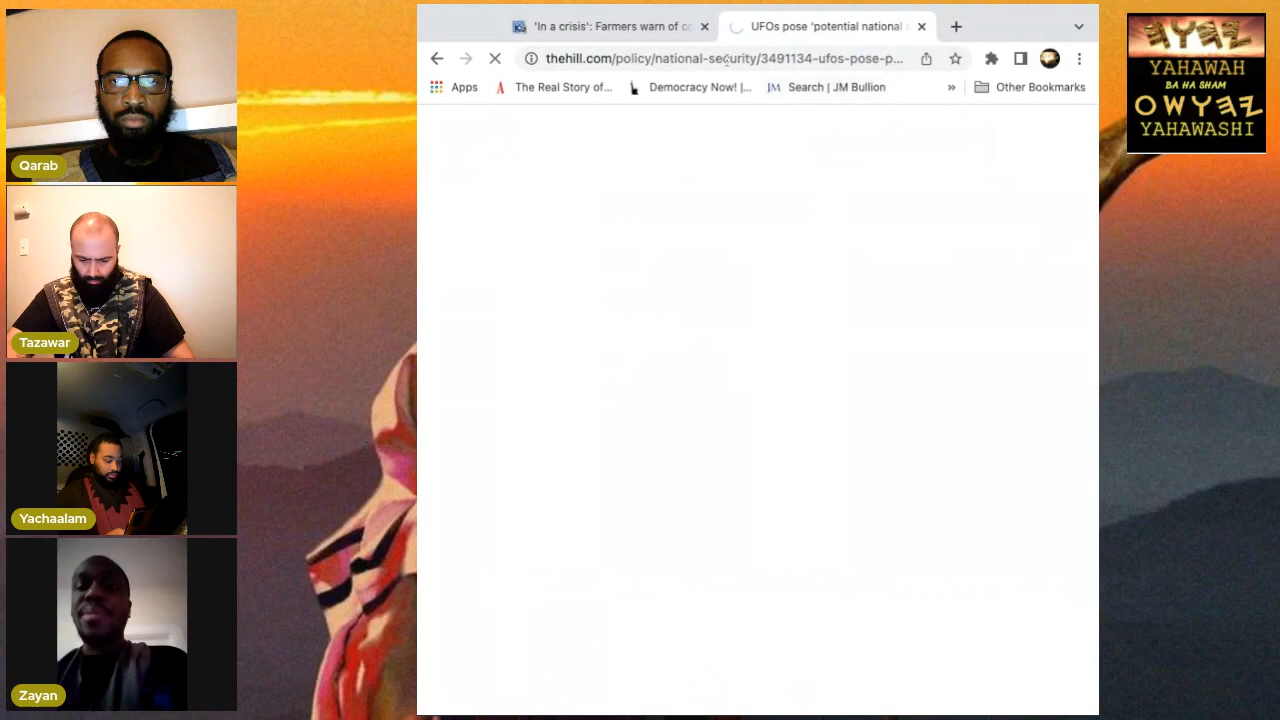 Qarab
Tazawar
Yachaalam
Zayan
'In a crisis': Farmers warn of co
UFOs pose 'potential national s
thehill.com/policy/national-security/3491134-ufos-pose-p...
Apps
The Real Story of...
Democracy Now! |...
Search | JM Bullion
»
Other Bookmarks
𐤉𐤄𐤅𐤄
YAHAWAH
BA HA SHAM
YAHAWASHI